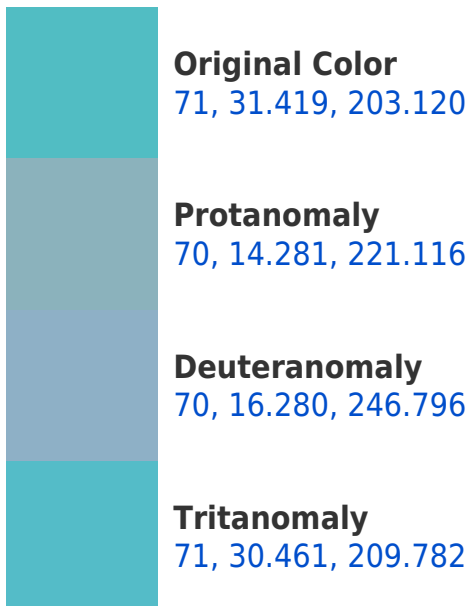 Original Color
71, 31.419, 203.120
Protanomaly
70, 14.281, 221.116
Deuteranomaly
70, 16.280, 246.796
Tritanomaly
71, 30.461, 209.782